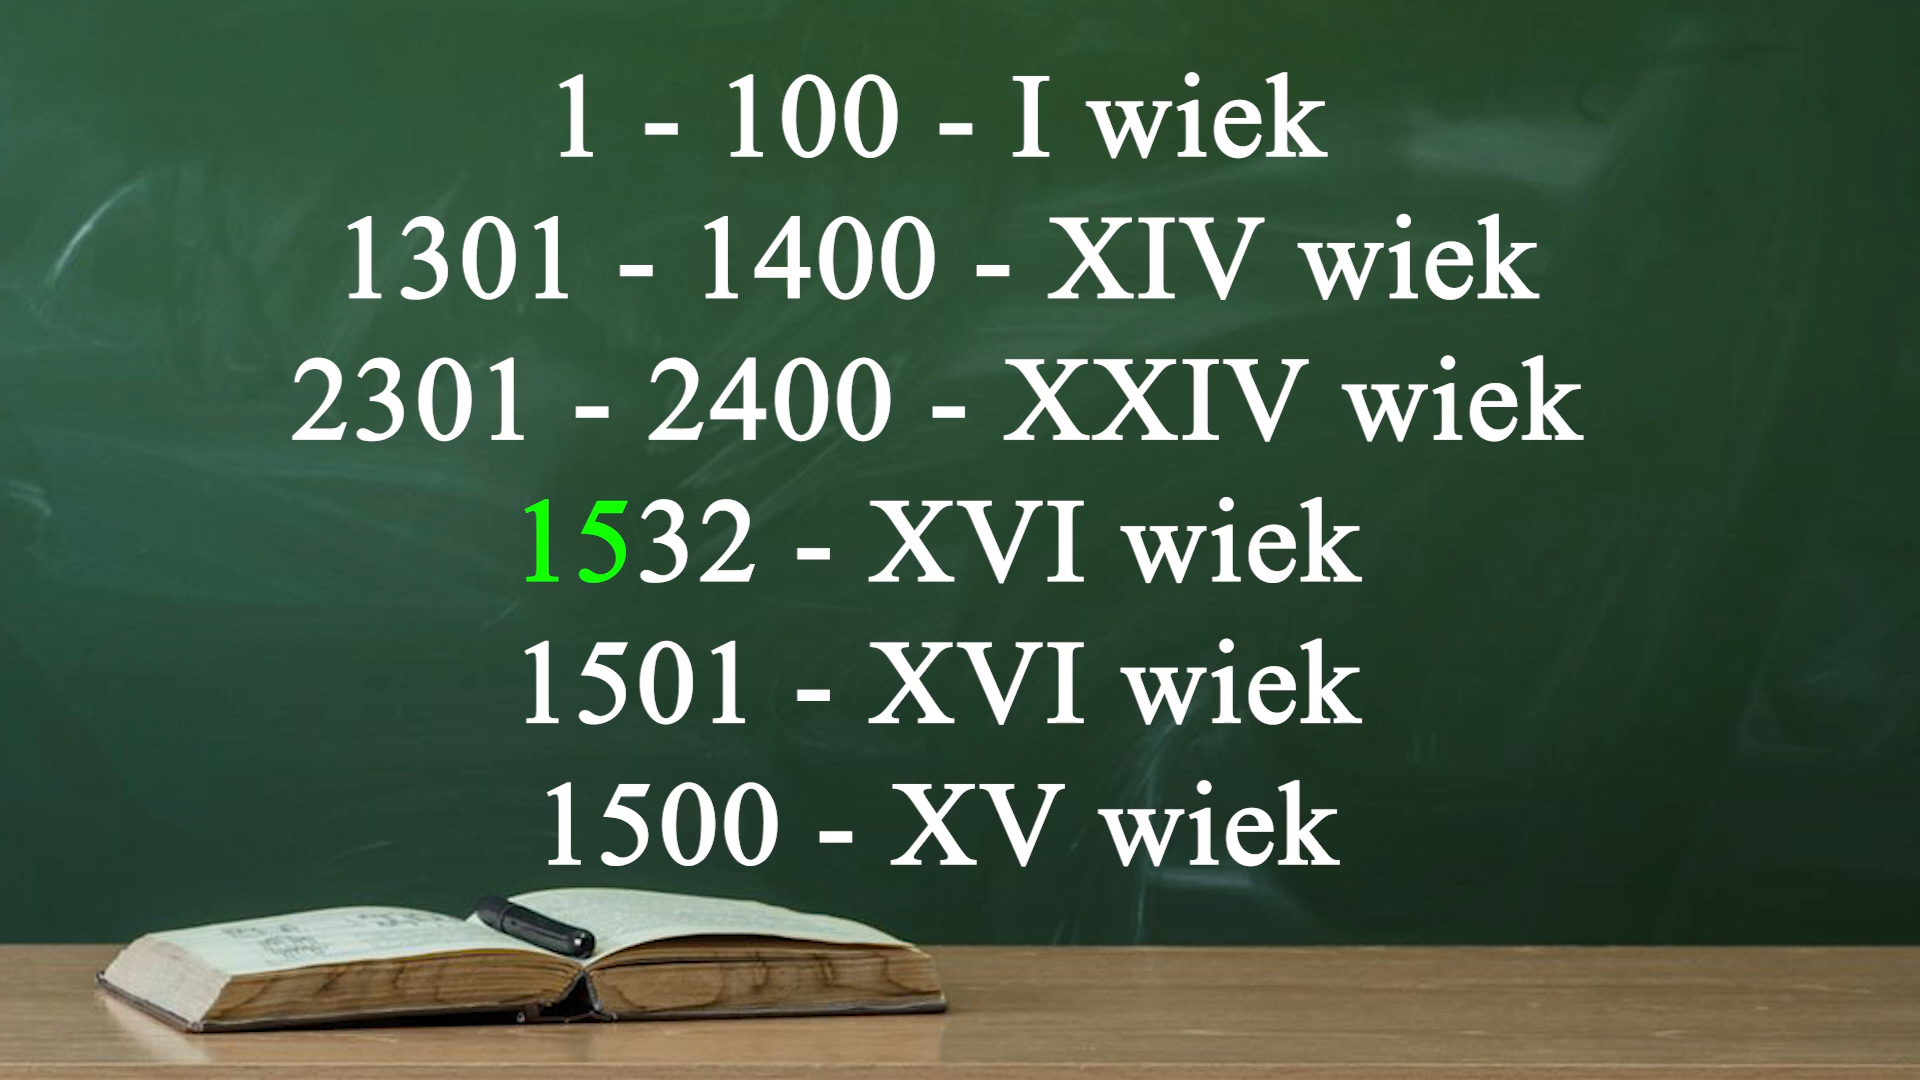 1 - 100 - I wiek
1301 - 1400 - XIV wiek
2301 - 2400 - XXIV wiek
1532 - XVI wiek
1501 - XVI wiek
1500 - XV wiek